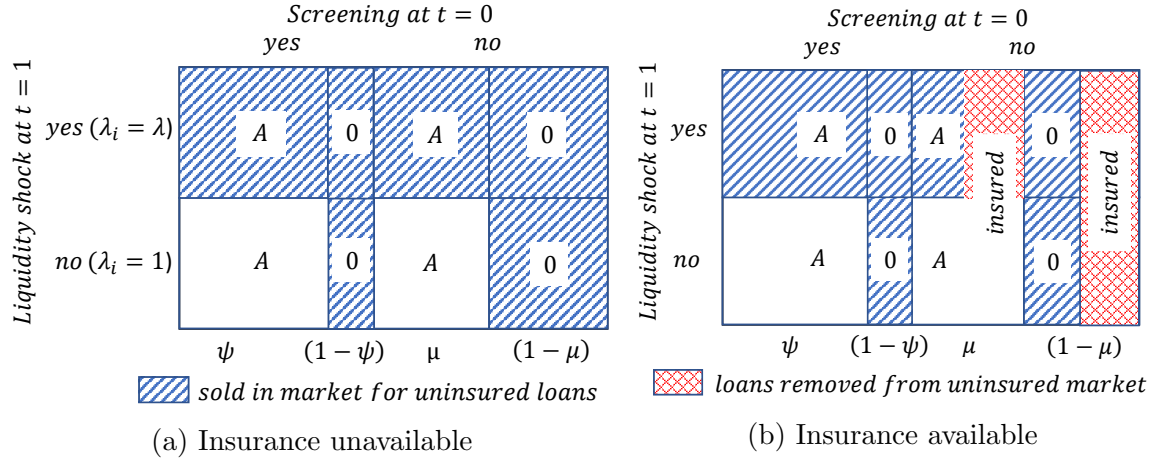 Screening at t = 0
yes no
Liquidity shock at t = 1
yes (λᵢ = λ) A 0 A 0
no (λᵢ = 1) A 0 A 0
ψ (1 − ψ) μ (1 − μ)
sold in market for uninsured loans
(a) Insurance unavailable
Screening at t = 0
yes no
Liquidity shock at t = 1
yes A 0 A 0
insured insured
no A 0 A 0
ψ (1 − ψ) μ (1 − μ)
loans removed from uninsured market
(b) Insurance available